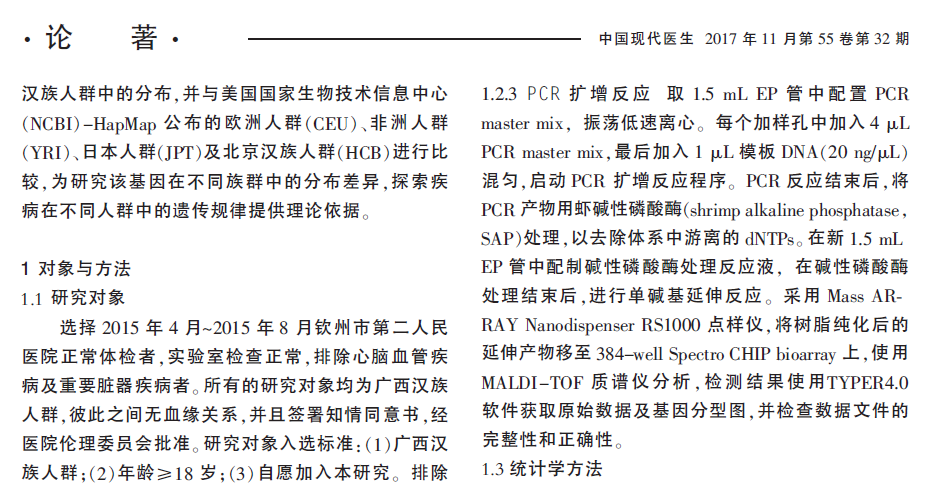 ·论 著·
中国现代医生 2017 年 11 月第 55 卷第 32 期
汉族人群中的分布,并与美国国家生物技术信息中心
(NCBI)-HapMap 公布的欧洲人群(CEU)、非洲人群
(YRI)、日本人群(JPT)及北京汉族人群(HCB)进行比
较,为研究该基因在不同族群中的分布差异,探索疾
病在不同人群中的遗传规律提供理论依据。
1 对象与方法
1.1 研究对象
选择 2015 年 4 月~2015 年 8 月钦州市第二人民
医院正常体检者,实验室检查正常,排除心脑血管疾
病及重要脏器疾病者。所有的研究对象均为广西汉族
人群,彼此之间无血缘关系,并且签署知情同意书,经
医院伦理委员会批准。研究对象入选标准:(1)广西汉
族人群;(2)年龄≥18 岁;(3)自愿加入本研究。排除
1.2.3 PCR 扩增反应 取 1.5 mL EP 管中配置 PCR
master mix，振荡低速离心。每个加样孔中加入 4 μL
PCR master mix,最后加入 1 μL 模板 DNA(20 ng/μL)
混匀,启动 PCR 扩增反应程序。PCR 反应结束后,将
PCR 产物用虾碱性磷酸酶(shrimp alkaline phosphatase,
SAP)处理,以去除体系中游离的 dNTPs。在新 1.5 mL
EP 管中配制碱性磷酸酶处理反应液，在碱性磷酸酶
处理结束后,进行单碱基延伸反应。采用 Mass AR-
RAY Nanodispenser RS1000 点样仪,将树脂纯化后的
延伸产物移至 384-well Spectro CHIP bioarray 上,使用
MALDI-TOF 质谱仪分析,检测结果使用TYPER4.0
软件获取原始数据及基因分型图,并检查数据文件的
完整性和正确性。
1.3 统计学方法